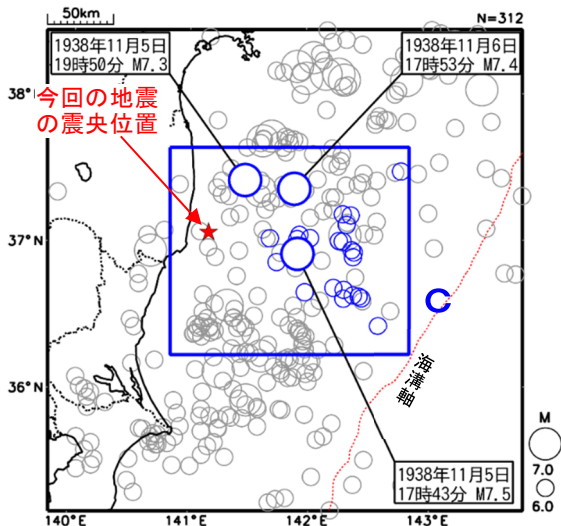 50km
N=312
1938年11月5日
19時50分 M7.3
1938年11月6日
17時53分 M7.4
38°
今回の地震
の震央位置
37°N
c
36°N
海溝軸
M
7.0
6.0
1938年11月5日
17時43分 M7.5
140°E
141°E
142°E
143°E